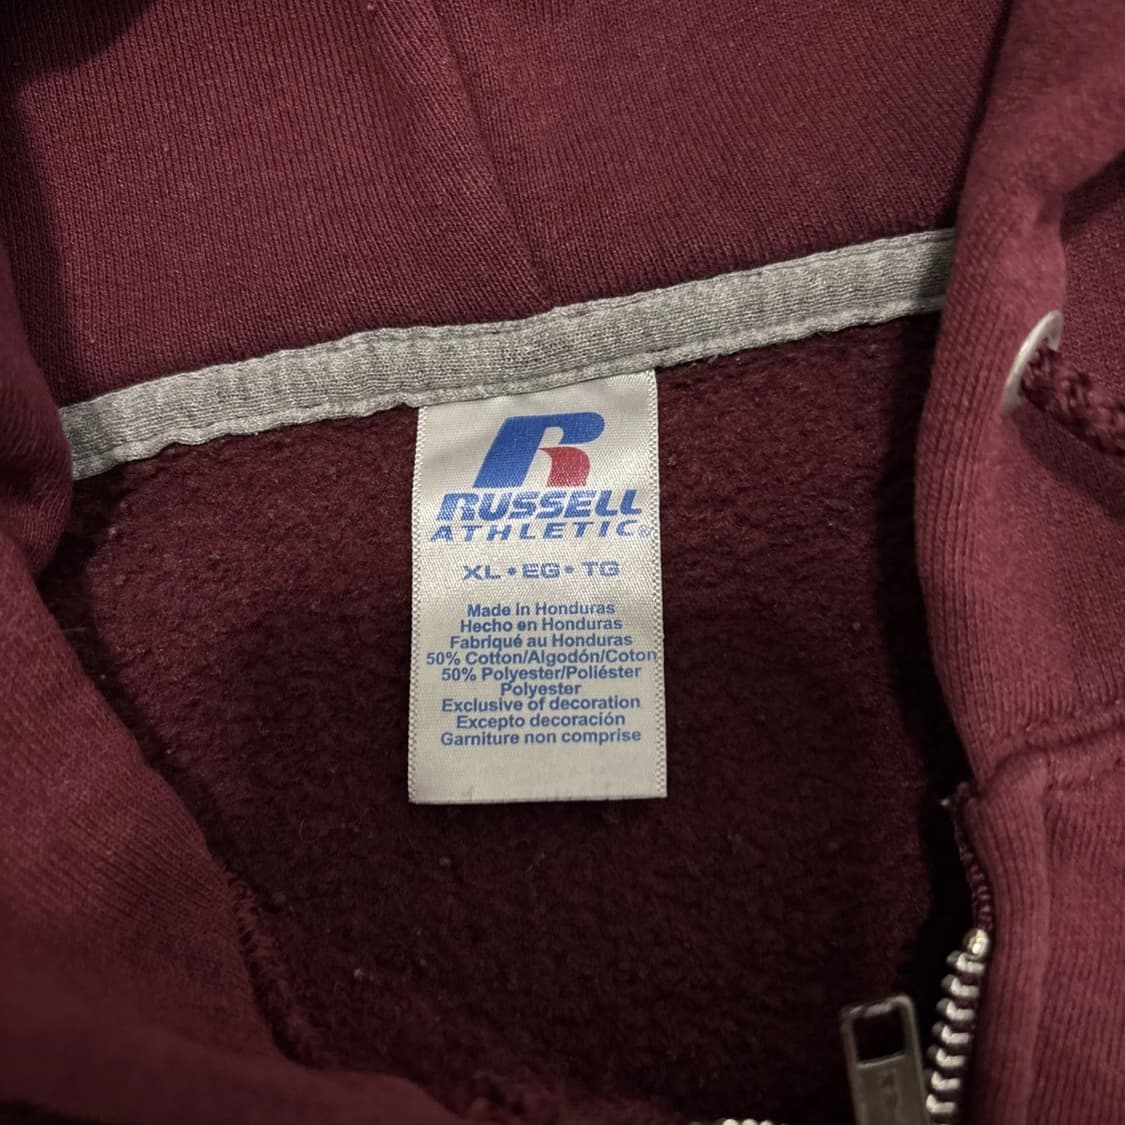 RUSSELL
ATHLETIC®
XL • EG • TG
Made in Honduras
Hecho en Honduras
Fabriqué au Honduras
50% Cotton/Algodón/Coton
50% Polyester/Poliéster
Polyester
Exclusive of decoration
Excepto decoración
Garniture non comprise